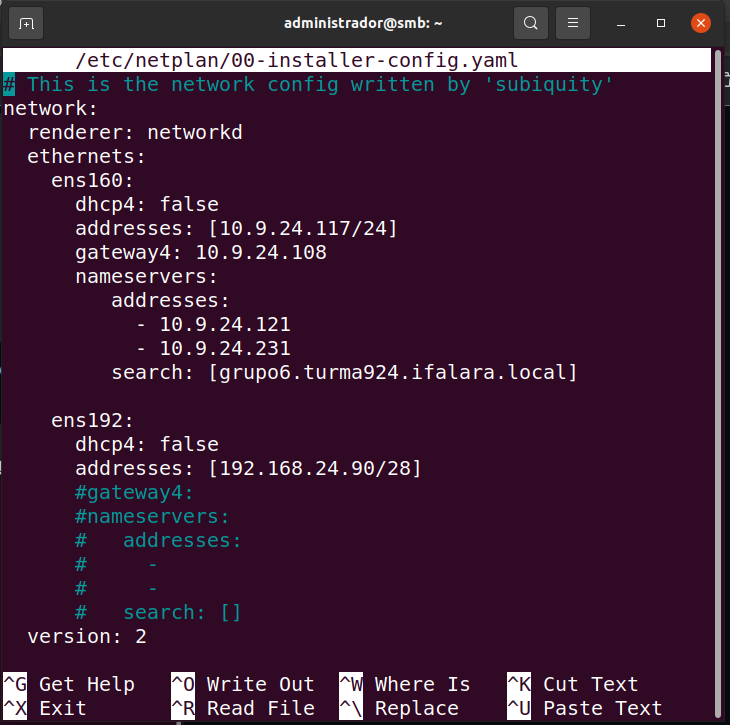 administrador@smb: ~
/etc/netplan/00-installer-config.yaml
# This is the network config written by 'subiquity'
network:
  renderer: networkd
  ethernets:
    ens160:
      dhcp4: false
      addresses: [10.9.24.117/24]
      gateway4: 10.9.24.108
      nameservers:
         addresses:
           - 10.9.24.121
           - 10.9.24.231
         search: [grupo6.turma924.ifalara.local]
    ens192:
      dhcp4: false
      addresses: [192.168.24.90/28]
      #gateway4:
      #nameservers:
      #   addresses:
      #     -
      #     -
      #   search: []
  version: 2
^G Get Help   ^O Write Out  ^W Where Is   ^K Cut Text
^X Exit       ^R Read File  ^\ Replace    ^U Paste Text